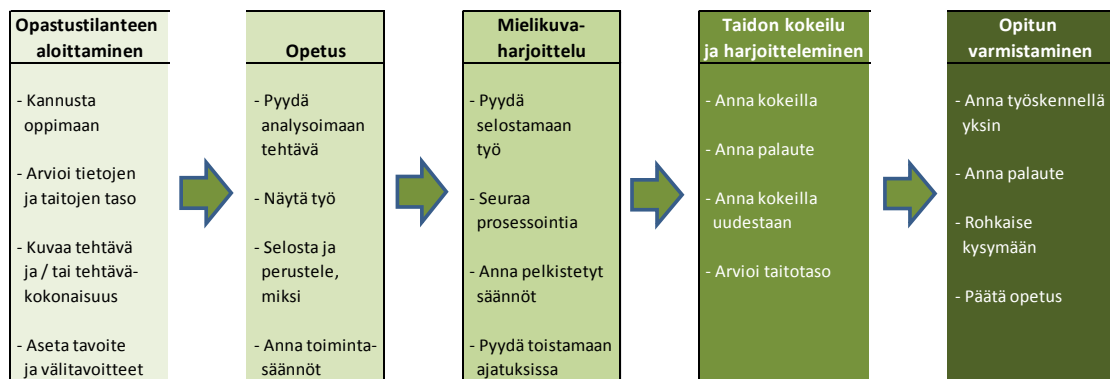 Opastustilanteen
aloittaminen
- Kannusta
oppimaan
- Arvioi tietojen
ja taitojen taso
- Kuvaa tehtävä
ja / tai tehtävä-
kokonaisuus
- Aseta tavoite
ja välitavoitteet
Opetus
- Pyydä
analysoimaan
tehtävä
- Näytä työ
- Selosta ja
perustele,
miksi
- Anna toiminta-
säännöt
Mielikuva-
harjoittelu
- Pyydä
selostamaan
työ
- Seuraa
prosessointia
- Anna pelkistetyt
säännöt
- Pyydä toistamaan
ajatuksissa
Taidon kokeilu
ja harjoitteleminen
- Anna kokeilla
- Anna palaute
- Anna kokeilla
uudestaan
- Arvioi taitotaso
Opitun
varmistaminen
- Anna työskennellä
yksin
- Anna palaute
- Rohkaise
kysymään
- Päätä opetus